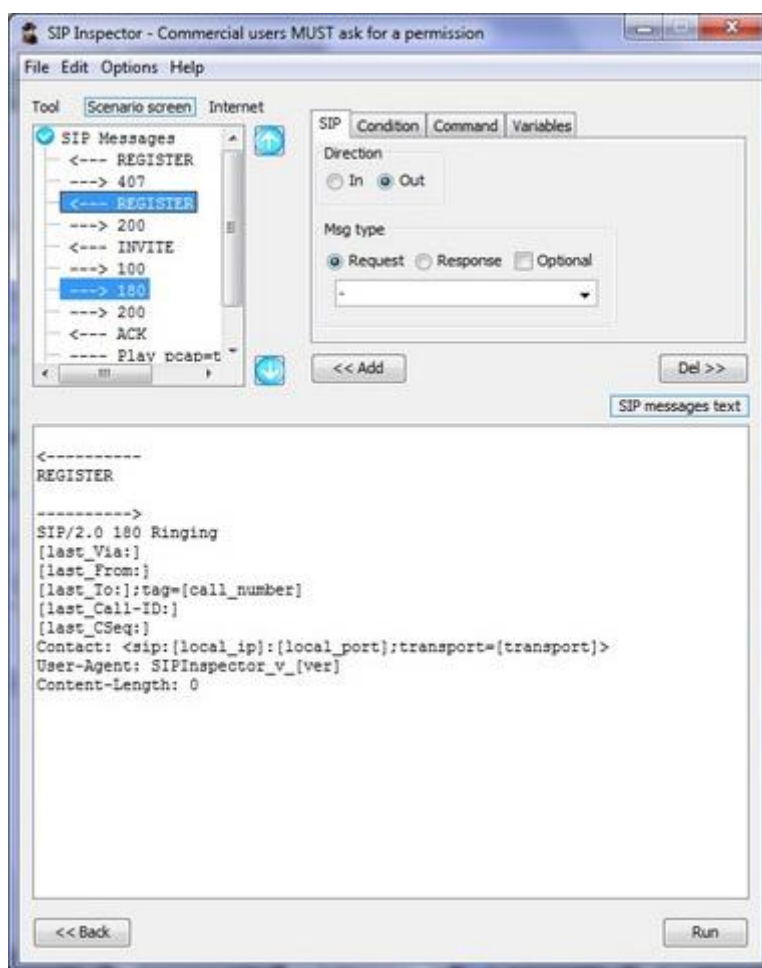 SIP Inspector - Commercial users MUST ask for a permission
File Edit Options Help
Tool Scenario screen Internet
SIP Messages
<--- REGISTER
---> 407
<--- REGISTER
---> 200
<--- INVITE
---> 100
---> 180
---> 200
<--- ACK
---- Play pcap=t
SIP Condition Command Variables
Direction
In Out
Msg type
Request Response Optional
-
<< Add Del >>
SIP messages text
<----------
REGISTER
---------->
SIP/2.0 180 Ringing
[last_Via:]
[last_From:]
[last_To:];tag=[call_number]
[last_Call-ID:]
[last_CSeq:]
Contact: <sip:[local_ip]:[local_port];transport=[transport]>
User-Agent: SIPInspector_v_[ver]
Content-Length: 0
<< Back Run